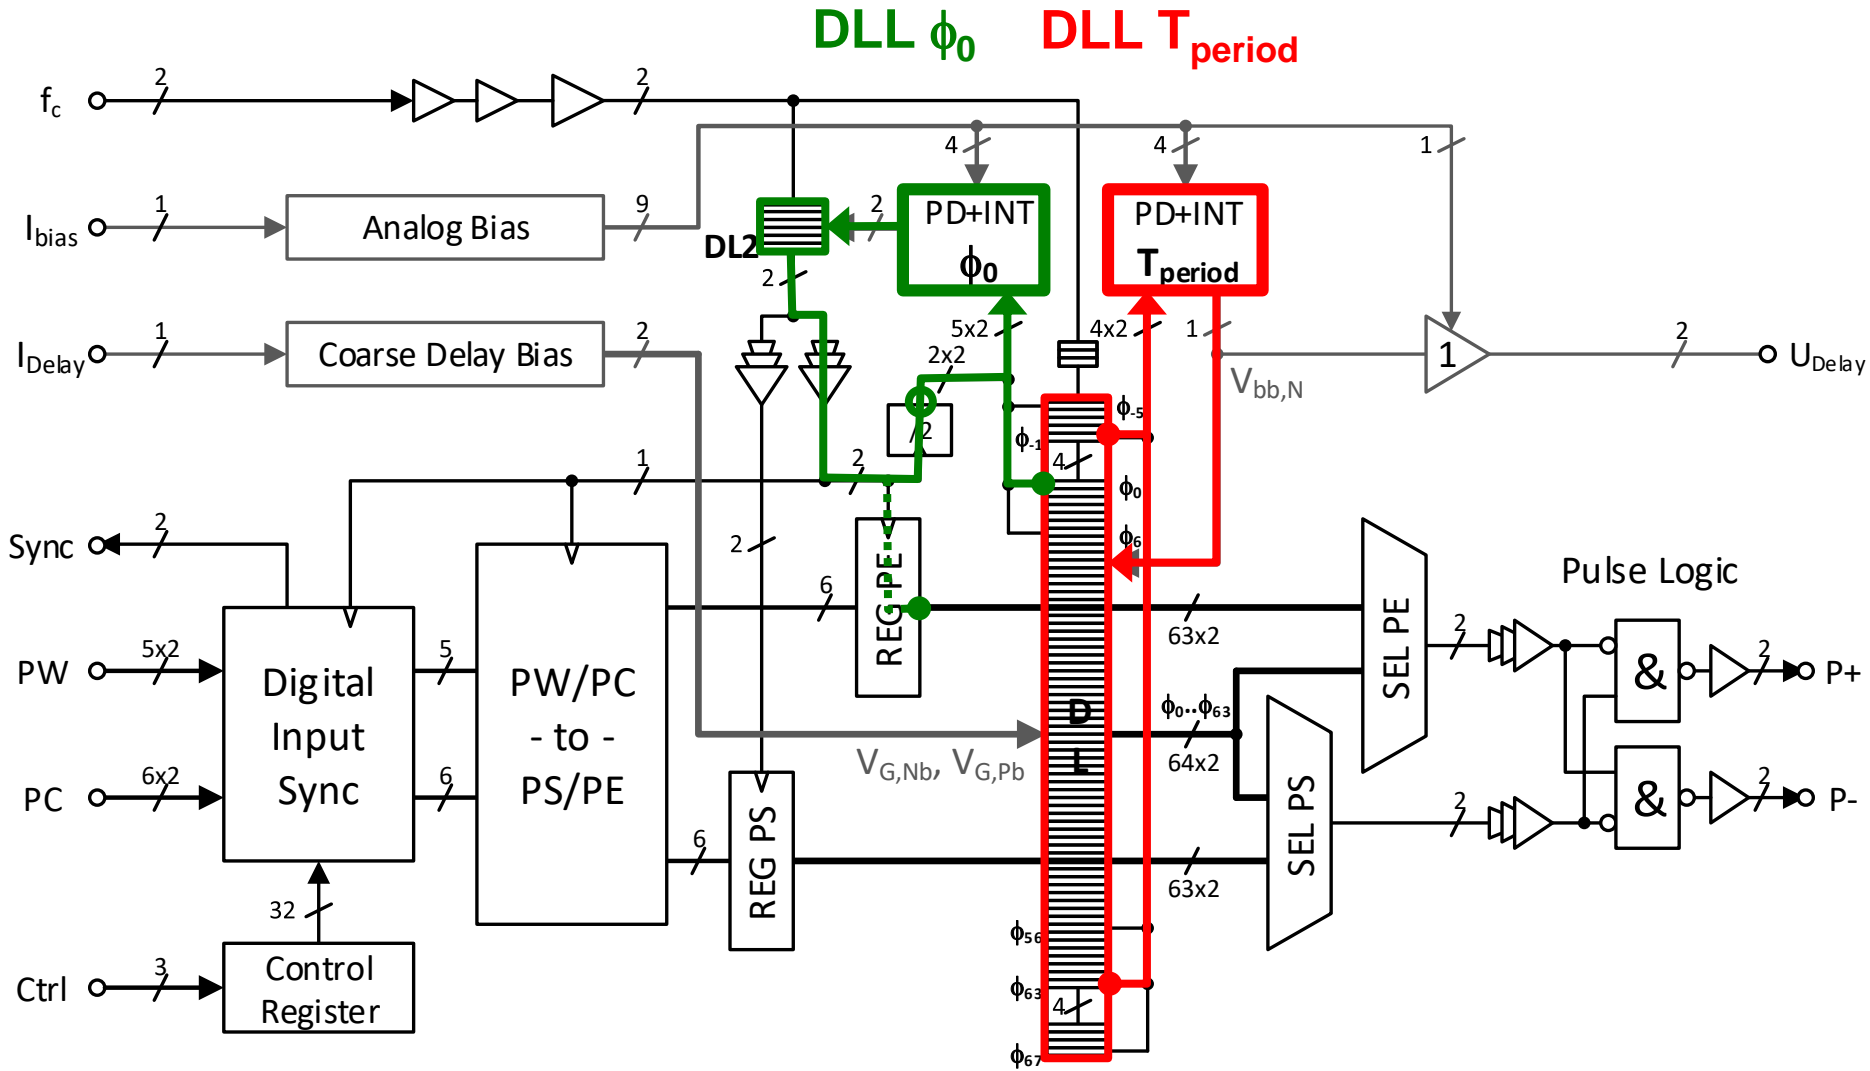 DLL ϕ0 DLL Tperiod
fc 2 2
4 4 1
Ibias 1 Analog Bias 9
DL2 2 PD+INT PD+INT
ϕ0 Tperiod
2
IDelay 1 Coarse Delay Bias 2
5x2 4x2 1
2x2
1 2 UDelay
Vbb,N
ϕ-5
/2
ϕ-1
4
1 2
ϕ0
Sync 2
2
ϕ6
Pulse Logic
6 REG PE
63x2
SEL PE
2
PW 5x2
Digital
Input
Sync
5
PW/PC
- to -
PS/PE
& 2 P+
D
L
ϕ0..ϕ63
64x2
VG,Nb, VG,Pb
PC 6x2
6
& 2 P-
SEL PS
2
6
REG PS
63x2
32
ϕ56
Ctrl 3 Control
Register
ϕ63
4
ϕ67